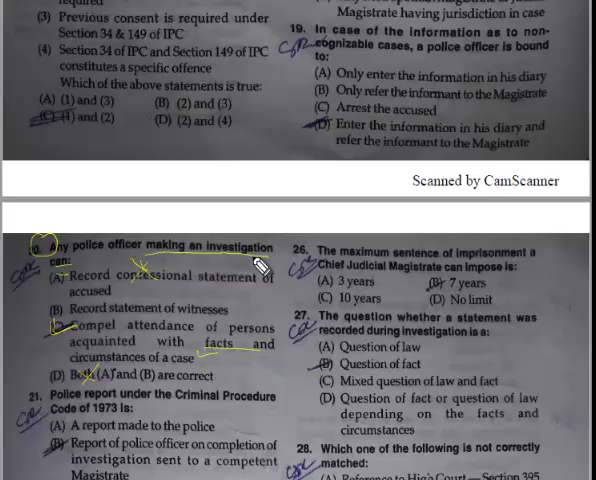 required
(3) Previous consent is required under
Section 34 & 149 of IPC
(4) Section 34 of IPC and Section 149 of IPC
constitutes a specific offence
Which of the above statements is true:
(A) (1) and (3) (B) (2) and (3)
(C) (1) and (2) (D) (2) and (4)
Magistrate having jurisdiction in case
19. In case of the information as to non-
cognizable cases, a police officer is bound
to:
(A) Only enter the information in his diary
(B) Only refer the informant to the Magistrate
(C) Arrest the accused
(D) Enter the information in his diary and
refer the informant to the Magistrate
Scanned by CamScanner
20. Any police officer making an investigation
can:
(A) Record confessional statement of
accused
(B) Record statement of witnesses
(C) Compel attendance of persons
acquainted with facts and
circumstances of a case
(D) Both (A) and (B) are correct
21. Police report under the Criminal Procedure
Code of 1973 is:
(A) A report made to the police
(B) Report of police officer on completion of
investigation sent to a competent
Magistrate
26. The maximum sentence of imprisonment a
Chief Judicial Magistrate can impose is:
(A) 3 years (B) 7 years
(C) 10 years (D) No limit
27. The question whether a statement was
recorded during investigation is a:
(A) Question of law
(B) Question of fact
(C) Mixed question of law and fact
(D) Question of fact or question of law
depending on the facts and
circumstances
28. Which one of the following is not correctly
matched:
(A) Reference to High Court — Section 395